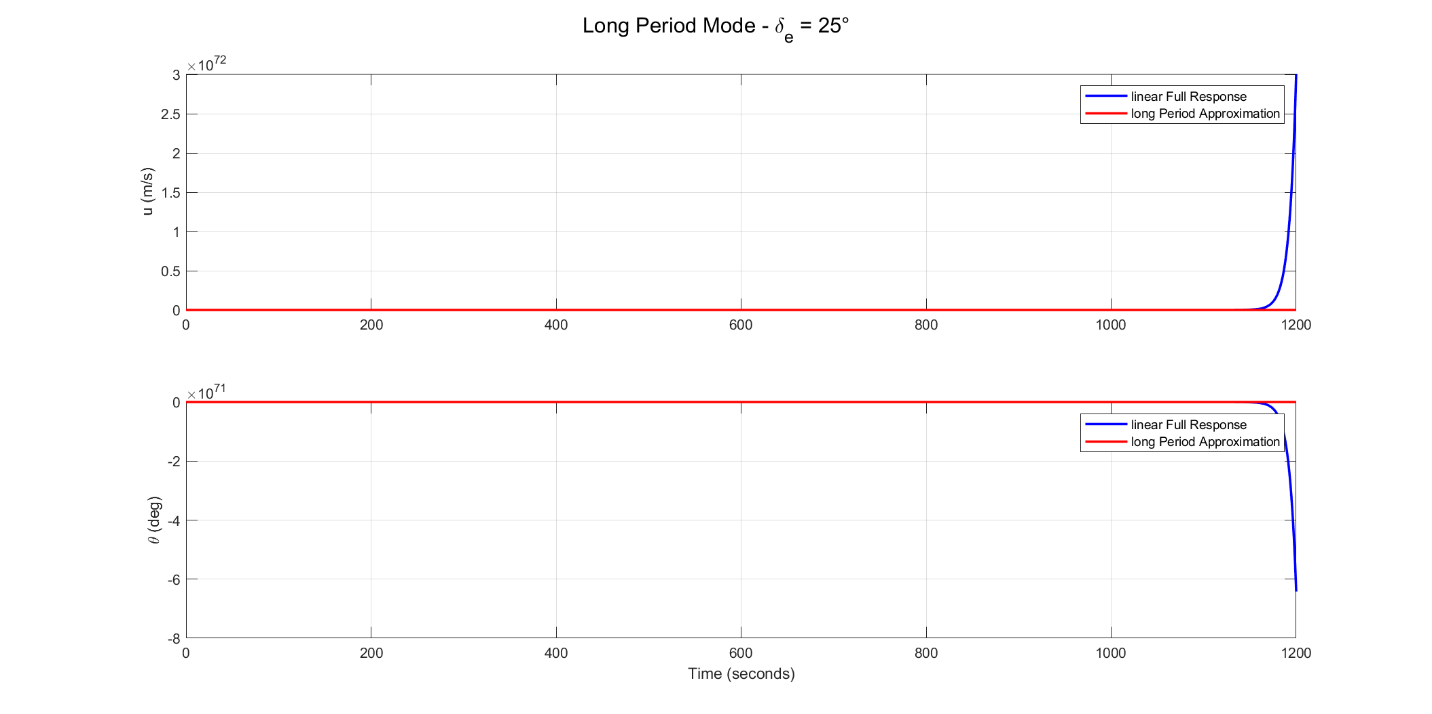 Long Period Mode - δe = 25°
×10^72
3
2.5
2
1.5
1
0.5
0
u (m/s)
linear Full Response
long Period Approximation
0 200 400 600 800 1000 1200
×10^71
0
-2
-4
-6
-8
θ (deg)
linear Full Response
long Period Approximation
0 200 400 600 800 1000 1200
Time (seconds)